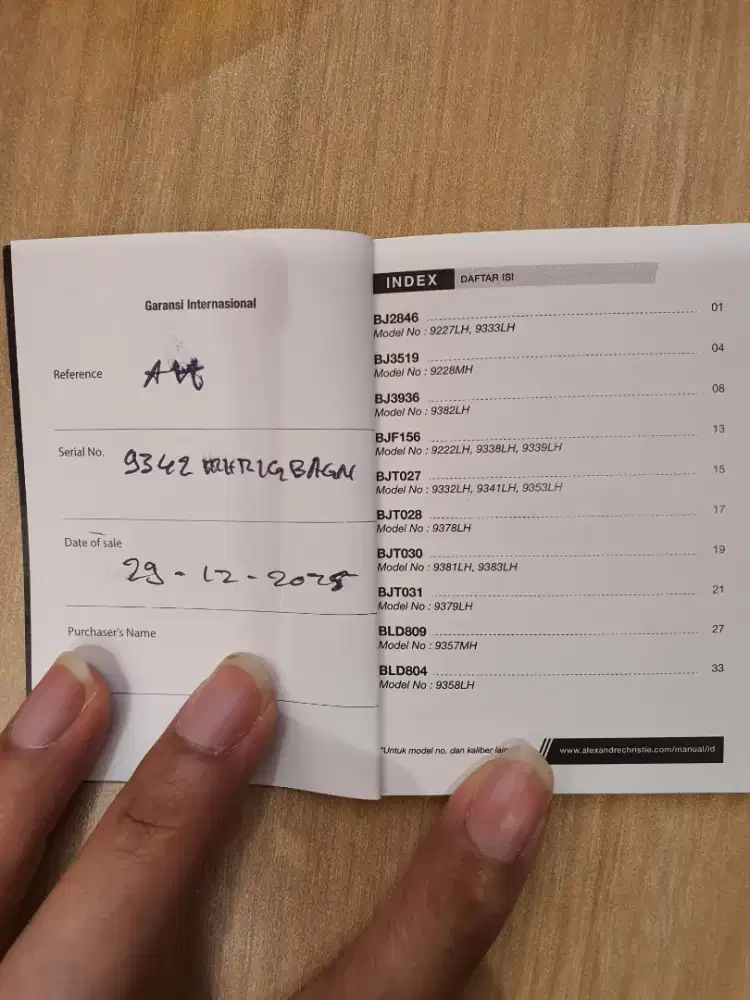 Garansi Internasional
Reference
Serial No. 9342
Date of sale
29-12-2025
Purchaser's Name
INDEX DAFTAR ISI
BJ2846 01
Model No : 9227LH, 9333LH
BJ3519 04
Model No : 9228MH
BJ3936 08
Model No : 9382LH
BJF156 13
Model No : 9222LH, 9338LH, 9339LH
BJT027 15
Model No : 9332LH, 9341LH, 9353LH
BJT028 17
Model No : 9378LH
BJT030 19
Model No : 9381LH, 9383LH
BJT031 21
Model No : 9379LH
BLD809 27
Model No : 9357MH
BLD804 33
Model No : 9358LH
*Untuk model no. dan kaliber www.alexandrechristie.com/manual/id